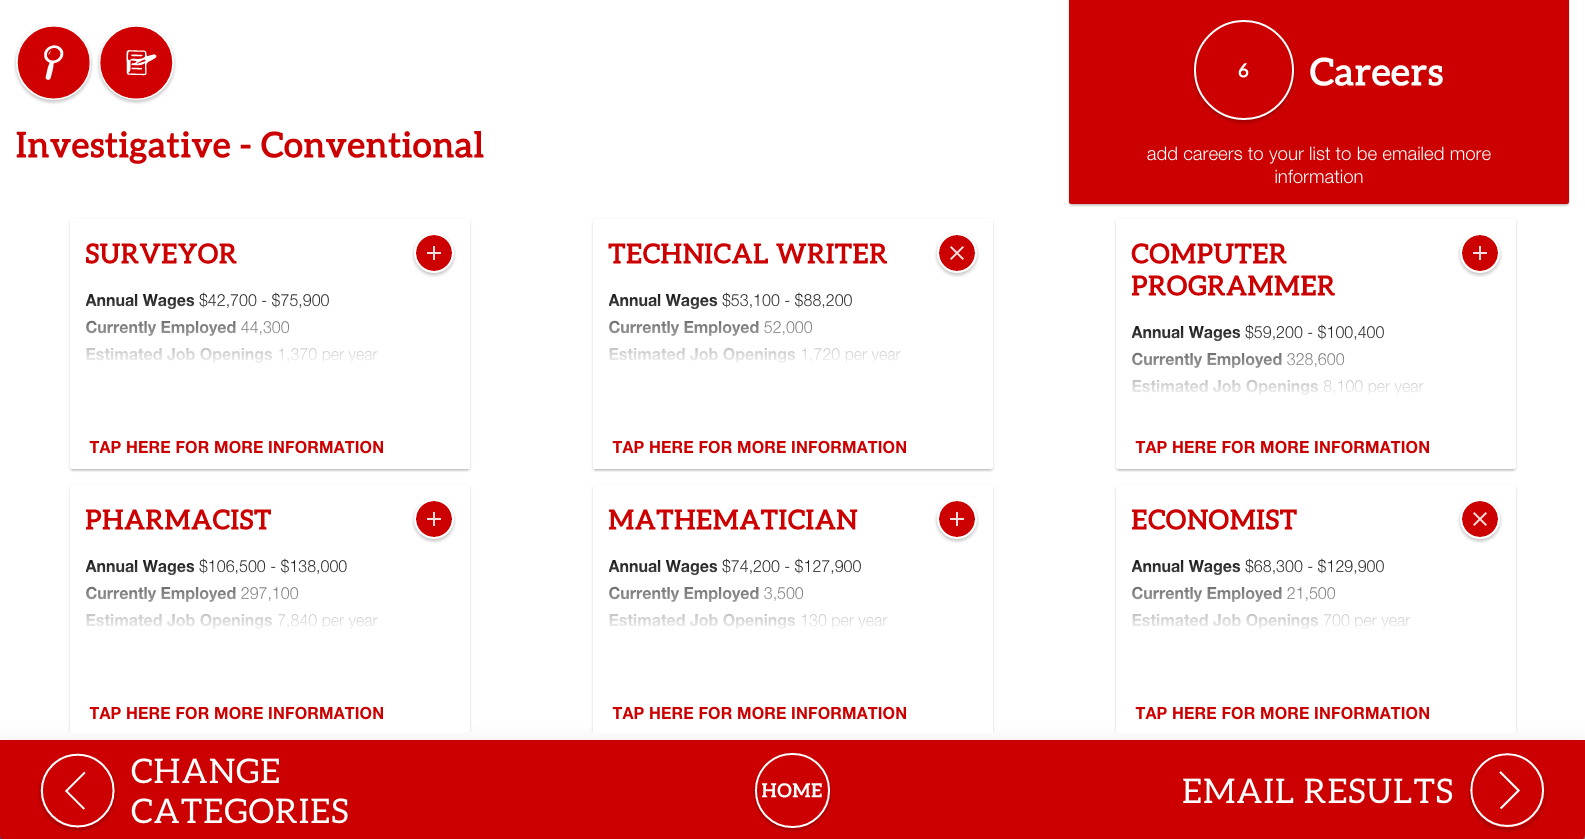 6
Careers
add careers to your list to be emailed more
information
Investigative - Conventional
SURVEYOR
Annual Wages $42,700 - $75,900
Currently Employed 44,300
Estimated Job Openings 1,370 per year
TAP HERE FOR MORE INFORMATION
TECHNICAL WRITER
Annual Wages $53,100 - $88,200
Currently Employed 52,000
Estimated Job Openings 1,720 per year
TAP HERE FOR MORE INFORMATION
COMPUTER
PROGRAMMER
Annual Wages $59,200 - $100,400
Currently Employed 328,600
Estimated Job Openings 8,100 per year
TAP HERE FOR MORE INFORMATION
PHARMACIST
Annual Wages $106,500 - $138,000
Currently Employed 297,100
Estimated Job Openings 7,840 per year
TAP HERE FOR MORE INFORMATION
MATHEMATICIAN
Annual Wages $74,200 - $127,900
Currently Employed 3,500
Estimated Job Openings 130 per year
TAP HERE FOR MORE INFORMATION
ECONOMIST
Annual Wages $68,300 - $129,900
Currently Employed 21,500
Estimated Job Openings 700 per year
TAP HERE FOR MORE INFORMATION
CHANGE
CATEGORIES
HOME
EMAIL RESULTS